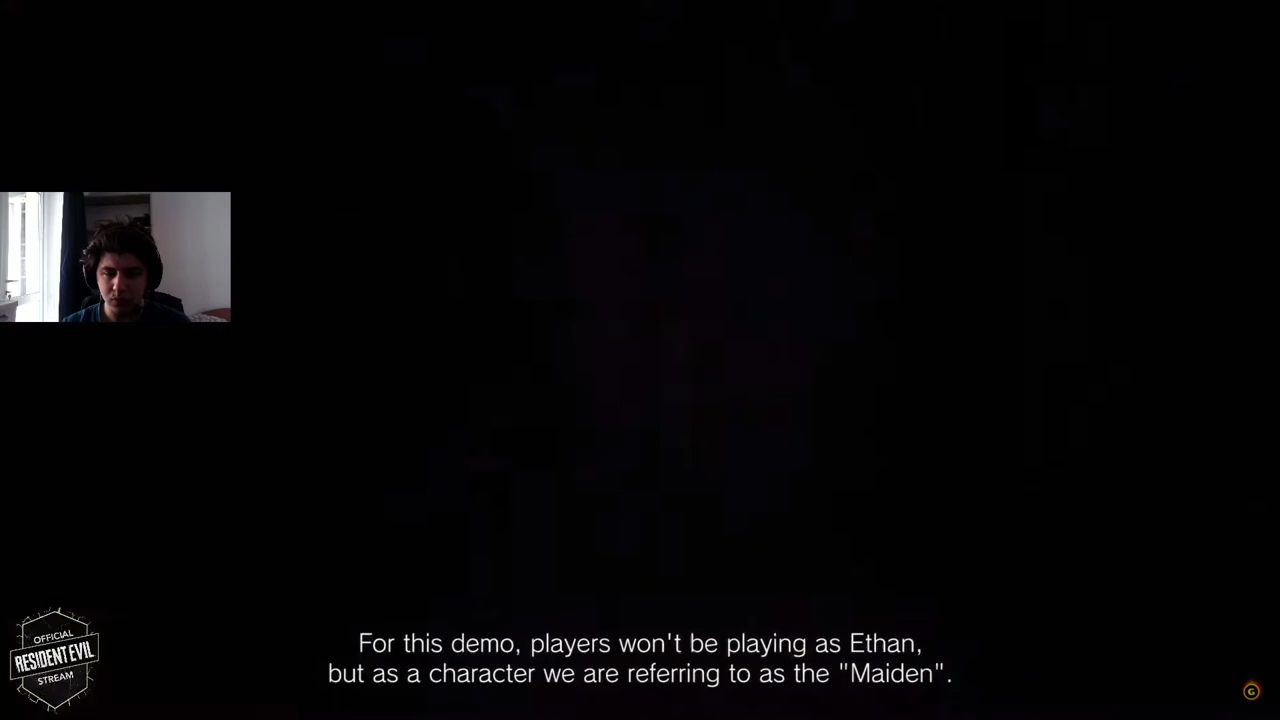 OFFICIAL
RESIDENT EVIL
STREAM
For this demo, players won't be playing as Ethan,
but as a character we are referring to as the "Maiden".
G